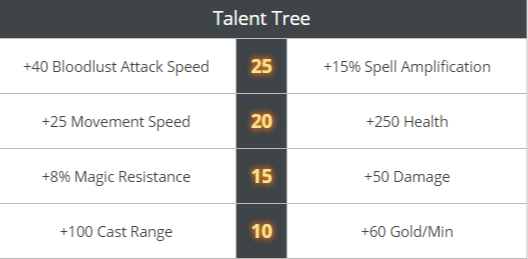 Talent Tree
+40 Bloodlust Attack Speed 25 +15% Spell Amplification
+25 Movement Speed 20 +250 Health
+8% Magic Resistance 15 +50 Damage
+100 Cast Range 10 +60 Gold/Min